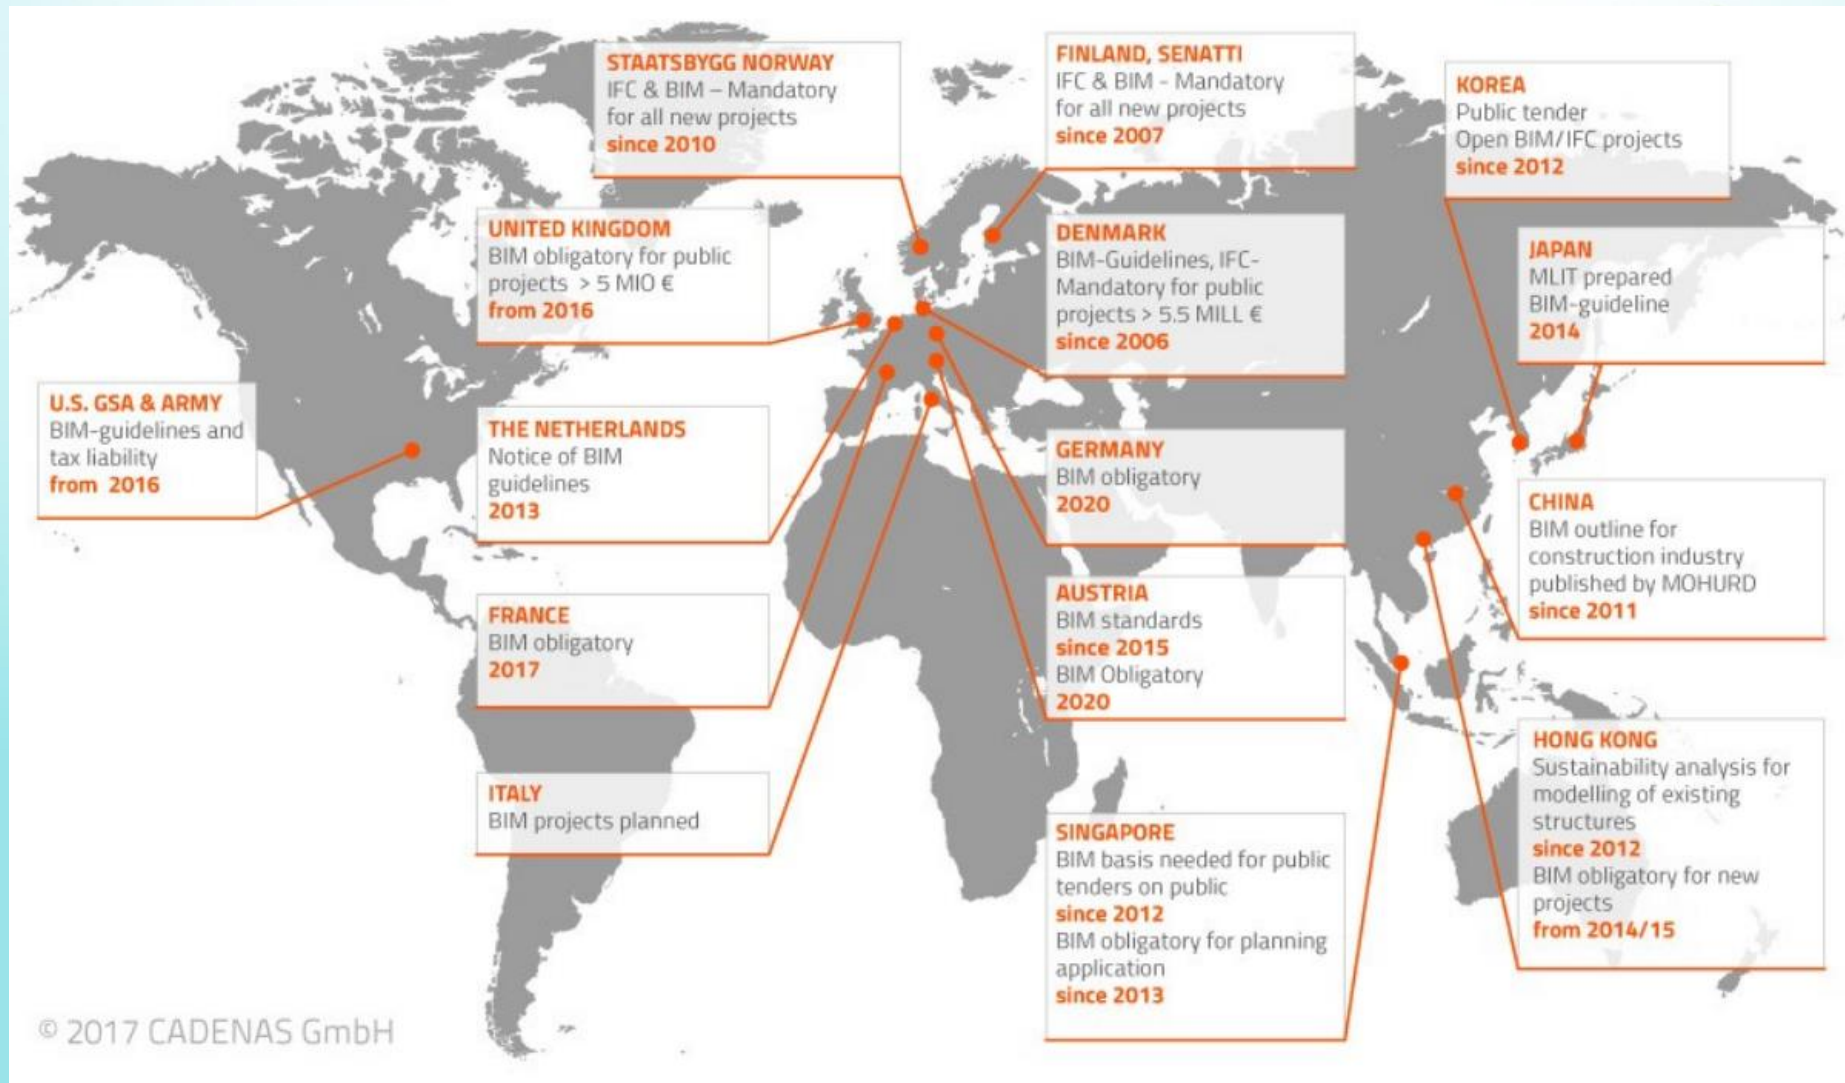 STAATSBYGG NORWAY
IFC & BIM – Mandatory
for all new projects
since 2010
FINLAND, SENATTI
IFC & BIM - Mandatory
for all new projects
since 2007
KOREA
Public tender
Open BIM/IFC projects
since 2012
UNITED KINGDOM
BIM obligatory for public
projects > 5 MIO €
from 2016
DENMARK
BIM-Guidelines, IFC-
Mandatory for public
projects > 5.5 MILL €
since 2006
JAPAN
MLIT prepared
BIM-guideline
2014
U.S. GSA & ARMY
BIM-guidelines and
tax liability
from 2016
THE NETHERLANDS
Notice of BIM
guidelines
2013
GERMANY
BIM obligatory
2020
CHINA
BIM outline for
construction industry
published by MOHURD
since 2011
FRANCE
BIM obligatory
2017
AUSTRIA
BIM standards
since 2015
BIM Obligatory
2020
HONG KONG
Sustainability analysis for
modelling of existing
structures
since 2012
BIM obligatory for new
projects
from 2014/15
ITALY
BIM projects planned
SINGAPORE
BIM basis needed for public
tenders on public
since 2012
BIM obligatory for planning
application
since 2013
© 2017 CADENAS GmbH